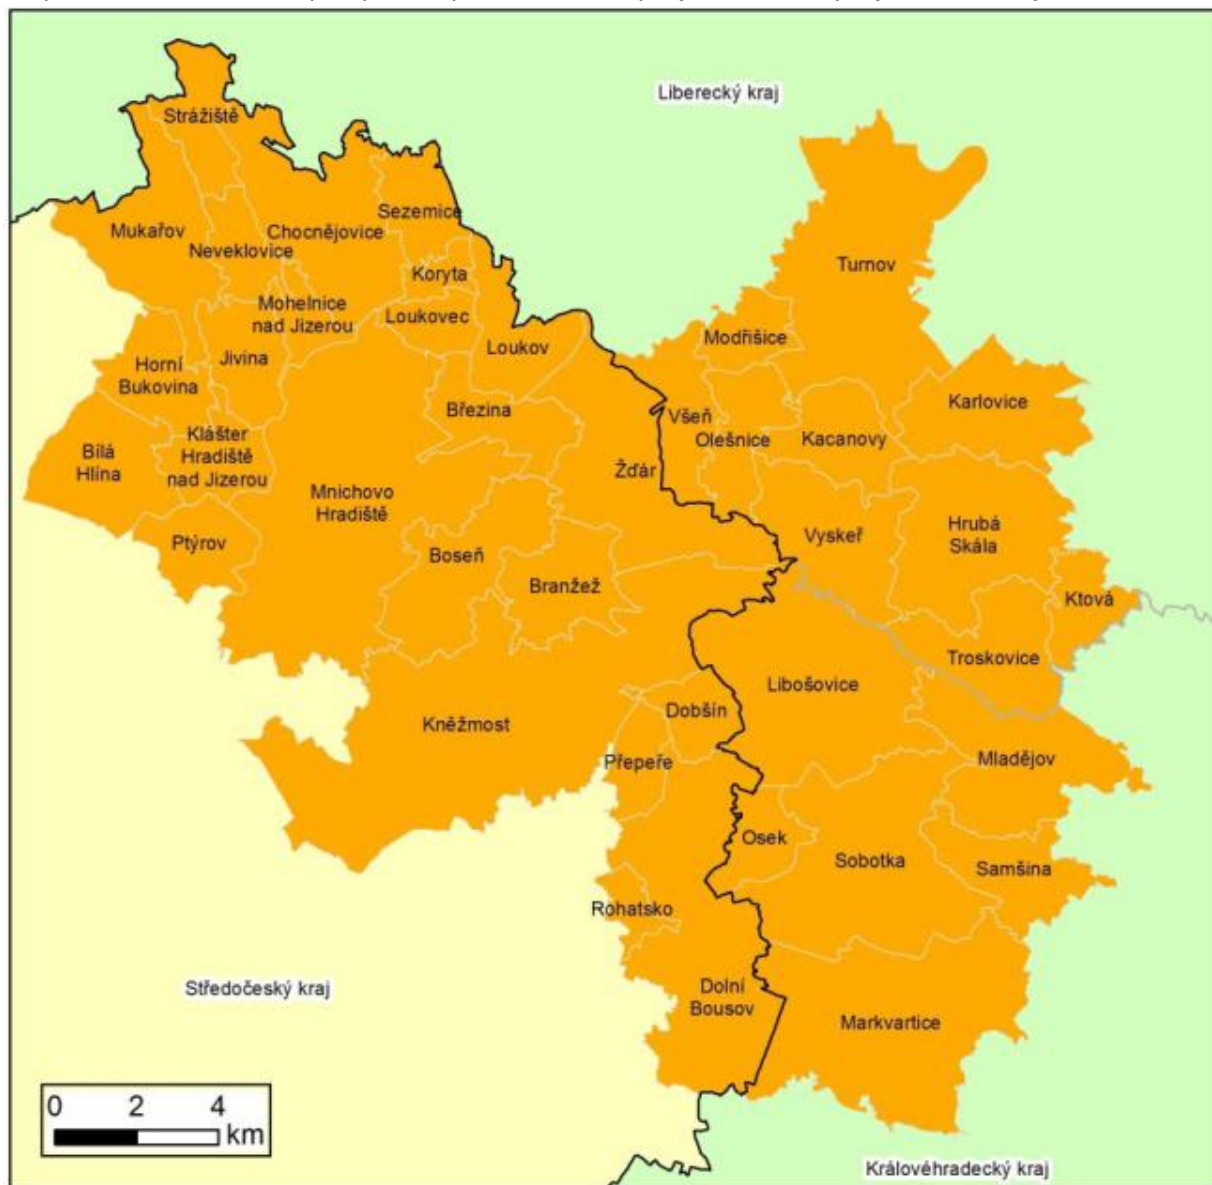 Liberecký kraj
Strážiště
Sezemice
Mukařov
Chocnějovice
Neveklovice
Turnov
Koryta
Mohelnice
nad Jizerou
Loukovec
Modřišice
Loukov
Jivina
Horní
Bukovina
Karlovice
Březina
Všeň
Olešnice
Kacanovy
Klášter
Hradiště
nad Jizerou
Bílá
Hlína
Žďár
Mnichovo
Hradiště
Hrubá
Skála
Vyskeř
Ptýrov
Boseň
Branžež
Ktová
Troskovice
Libošovice
Dobšín
Kněžmost
Přepeře
Mladějov
Osek
Sobotka
Samšina
Rohatsko
Středočeský kraj
Dolní
Bousov
Markvartice
0 2 4
km
Královéhradecký kraj